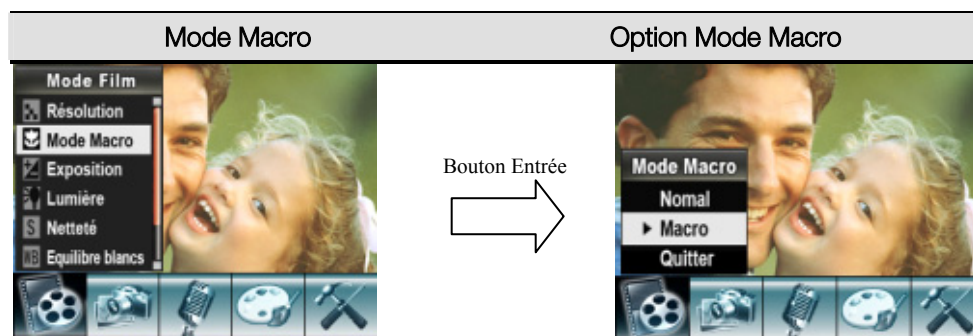 Mode Macro
Option Mode Macro
Mode Film
Résolution
Mode Macro
Exposition
Lumière
S Netteté
WB Equilibre blancs
Bouton Entrée
Mode Macro
Nomal
Macro
Quitter